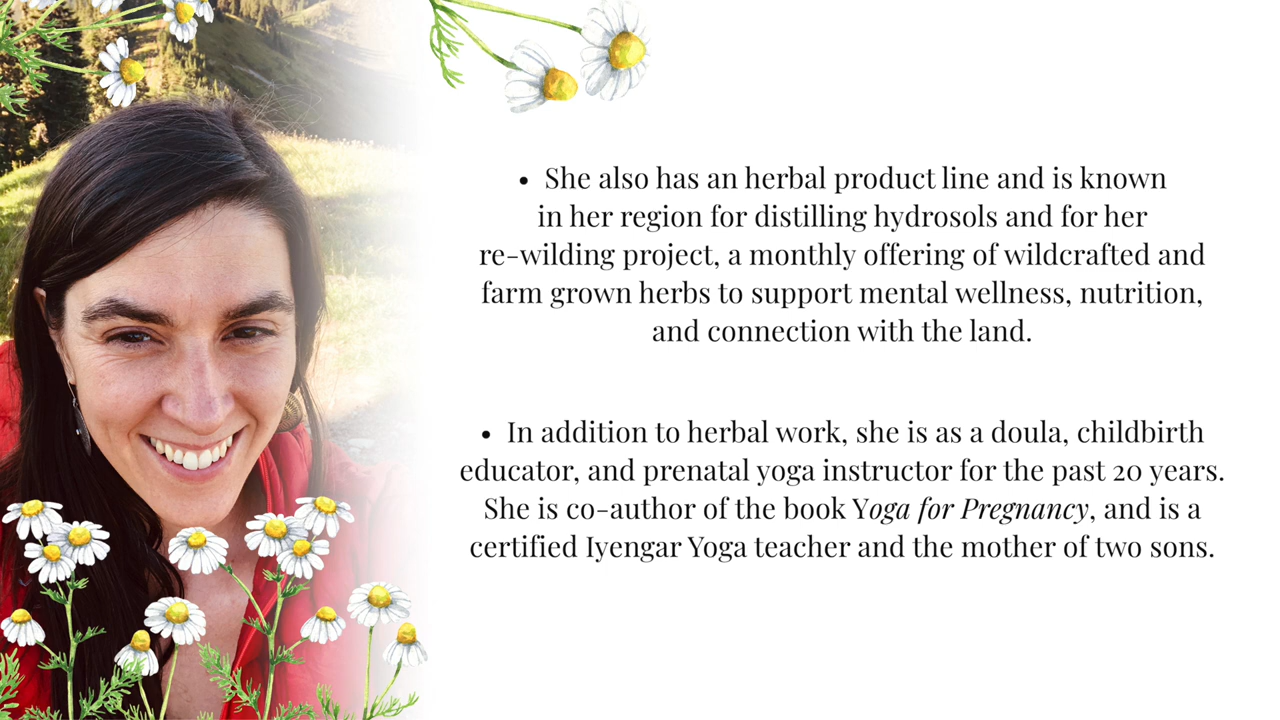 • She also has an herbal product line and is known
in her region for distilling hydrosols and for her
re-wilding project, a monthly offering of wildcrafted and
farm grown herbs to support mental wellness, nutrition,
and connection with the land.
• In addition to herbal work, she is as a doula, childbirth
educator, and prenatal yoga instructor for the past 20 years.
She is co-author of the book Yoga for Pregnancy, and is a
certified Iyengar Yoga teacher and the mother of two sons.